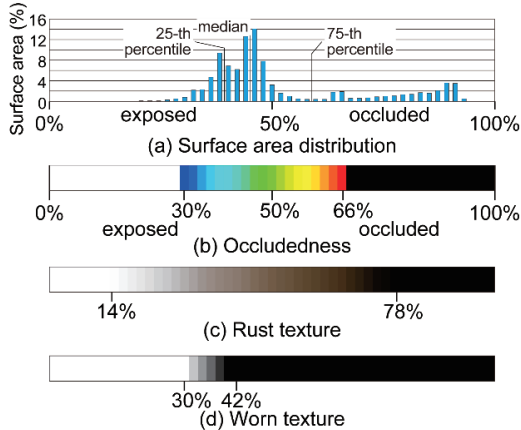 Surface area (%)
16
12
8
4
0
25-th
percentile
median
75-th
percentile
0%
exposed
50%
occluded
100%
(a) Surface area distribution
0%
30%
50%
66%
100%
exposed
occluded
(b) Occludedness
14%
78%
(c) Rust texture
30%
42%
(d) Worn texture